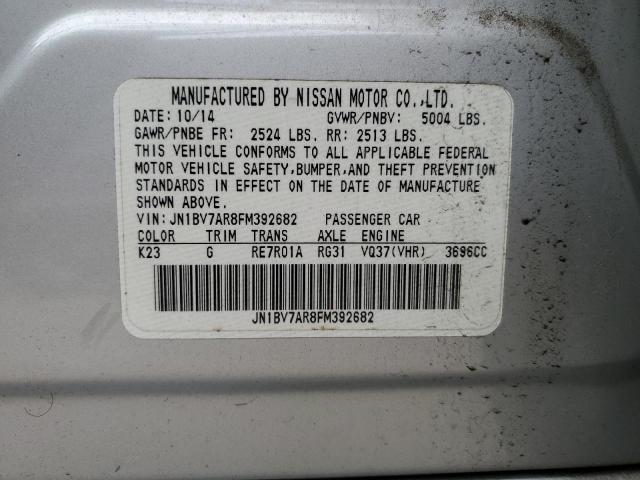 MANUFACTURED BY NISSAN MOTOR CO.,LTD.
DATE: 10/14 GVWR/PNBV: 5004 LBS.
GAWR/PNBE FR: 2524 LBS. RR: 2513 LBS.
THIS VEHICLE CONFORMS TO ALL APPLICABLE FEDERAL
MOTOR VEHICLE SAFETY,BUMPER,AND THEFT PREVENTION
STANDARDS IN EFFECT ON THE DATE OF MANUFACTURE
SHOWN ABOVE.
VIN: JN1BV7AR8FM392682 PASSENGER CAR
COLOR TRIM TRANS AXLE ENGINE
K23 G RE7R01A RG31 VQ37(VHR) 3696CC
JN1BV7AR8FM392682